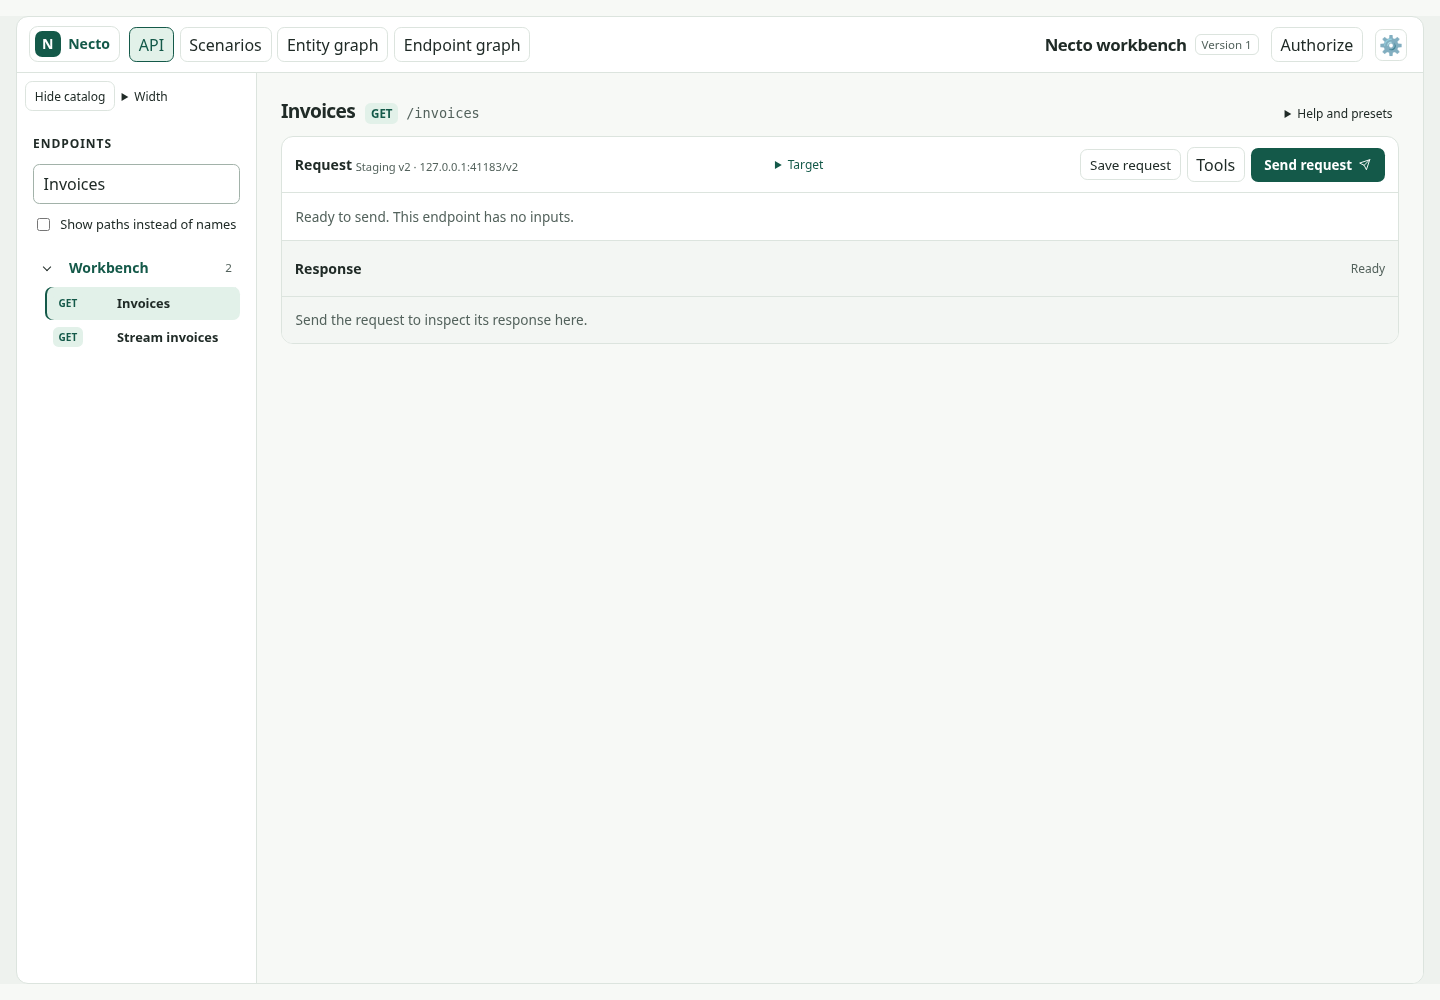 N Necto API Scenarios Entity graph Endpoint graph Necto workbench Version 1 Authorize
Hide catalog Width
ENDPOINTS
Invoices
Show paths instead of names
Workbench 2
GET Invoices
GET Stream invoices
Invoices GET /invoices Help and presets
Request Staging v2 · 127.0.0.1:41183/v2 Target Save request Tools Send request
Ready to send. This endpoint has no inputs.
Response Ready
Send the request to inspect its response here.